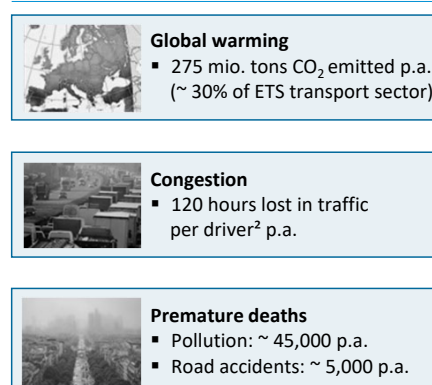 Global warming
▪ 275 mio. tons CO₂ emitted p.a.
(~ 30% of ETS transport sector)
Congestion
▪ 120 hours lost in traffic
per driver² p.a.
Premature deaths
▪ Pollution: ~ 45,000 p.a.
▪ Road accidents: ~ 5,000 p.a.